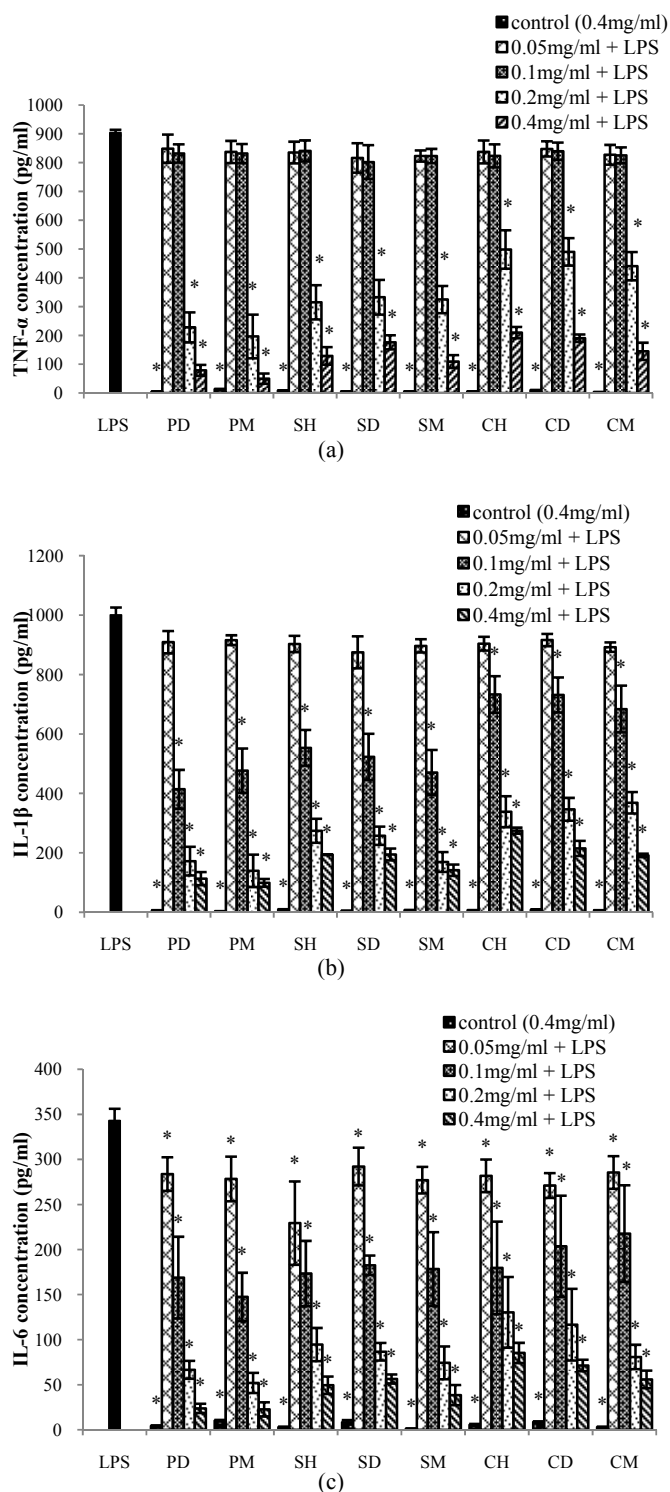 control (0.4mg/ml)
0.05mg/ml + LPS
0.1mg/ml + LPS
0.2mg/ml + LPS
0.4mg/ml + LPS
TNF-α concentration (pg/ml)
1000
900
800
700
600
500
400
300
200
100
0
* * * * * * * * * * * * * * * * * * * * * * * *
LPS PD PM SH SD SM CH CD CM
(a)
control (0.4mg/ml)
0.05mg/ml + LPS
0.1mg/ml + LPS
0.2mg/ml + LPS
0.4mg/ml + LPS
IL-1β concentration (pg/ml)
1200
1000
800
600
400
200
0
* * * * * * * * * * * * * * * * * * * * * * * * * * * * * * * *
LPS PD PM SH SD SM CH CD CM
(b)
control (0.4mg/ml)
0.05mg/ml + LPS
0.1mg/ml + LPS
0.2mg/ml + LPS
0.4mg/ml + LPS
IL-6 concentration (pg/ml)
400
350
300
250
200
150
100
50
0
* * * * * * * * * * * * * * * * * * * * * * * * * * * * * * * * * * * * * * * *
LPS PD PM SH SD SM CH CD CM
(c)